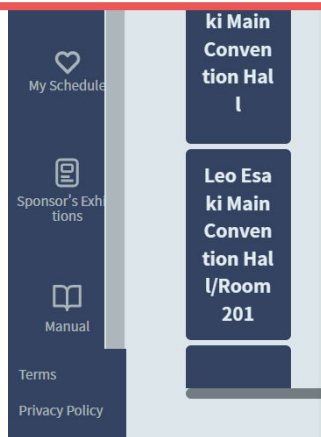 My Schedule
Sponsor's Exhi
tions
Manual
Terms
Privacy Policy
ki Main
Conven
tion Hal
l
Leo Esa
ki Main
Conven
tion Hal
l/Room
201